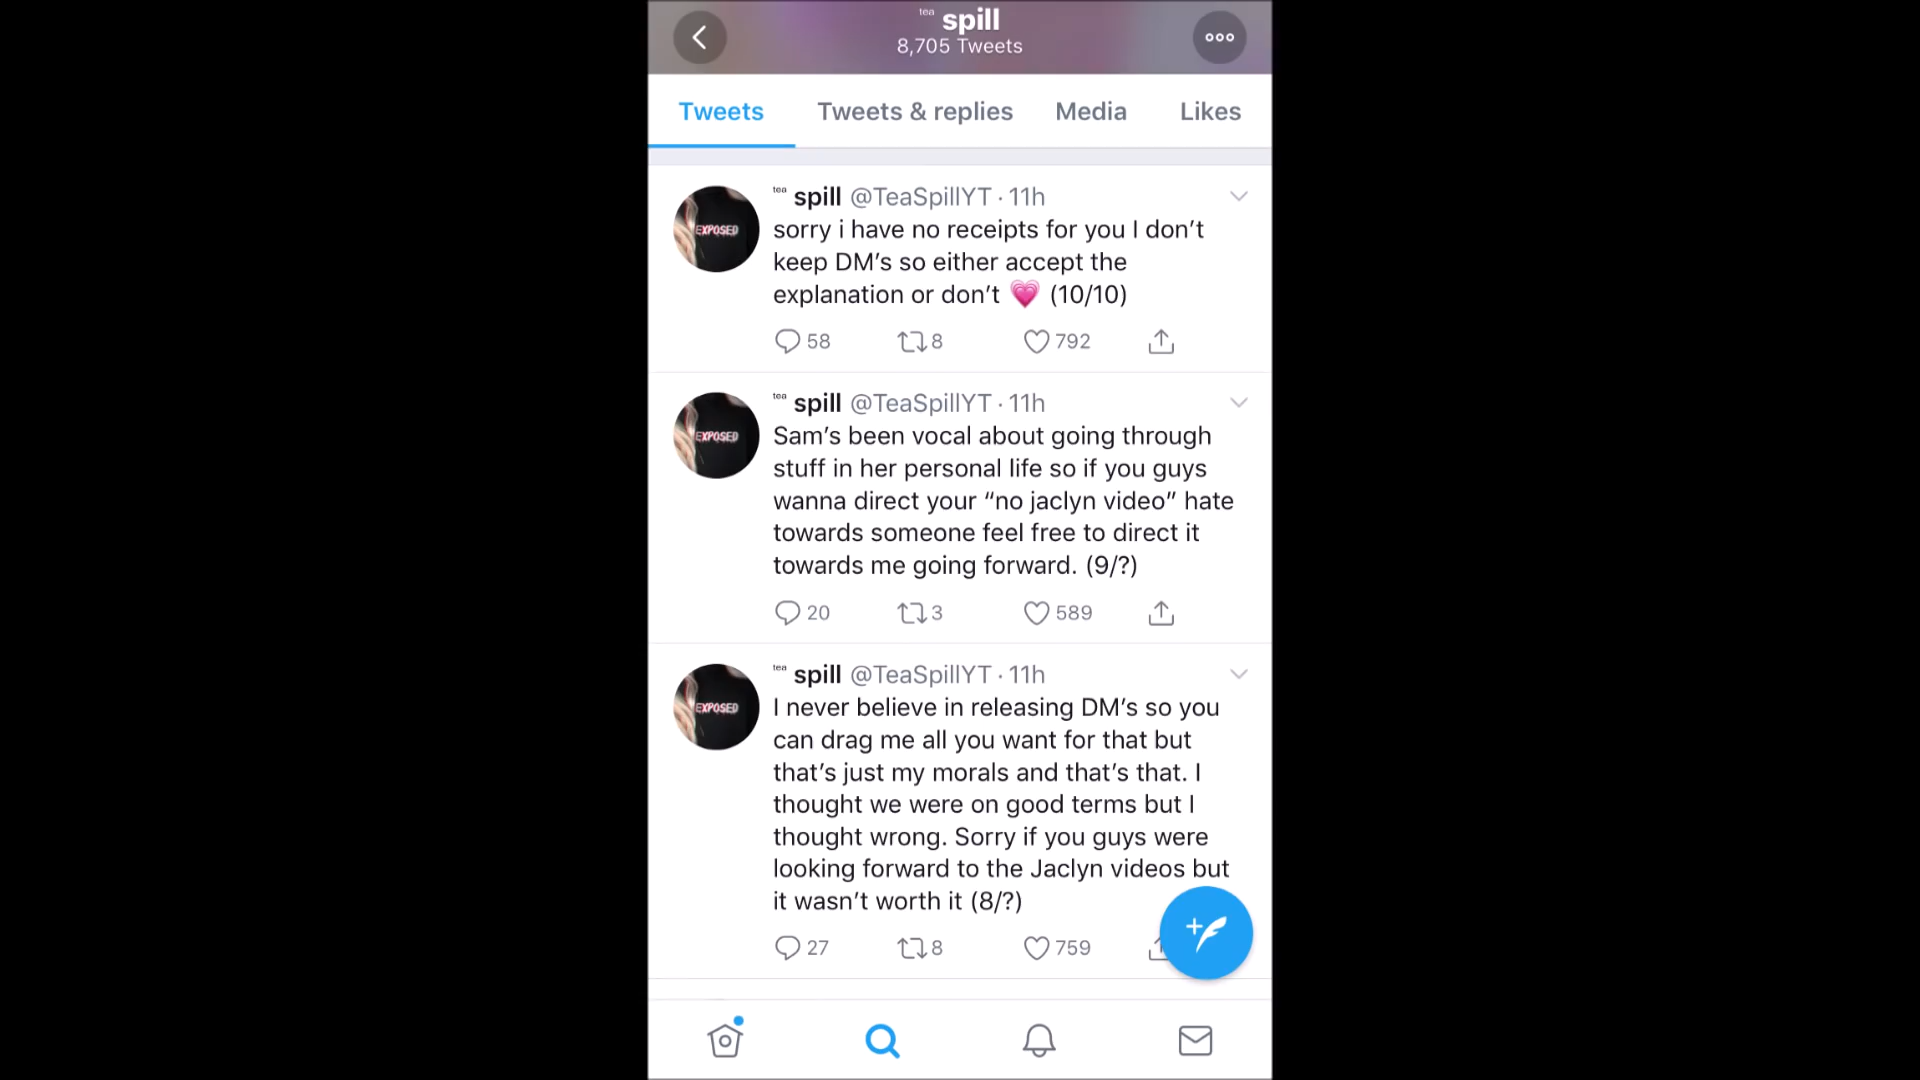 tea spill
8,705 Tweets
Tweets
Tweets & replies
Media
Likes
tea spill @TeaSpillYT · 11h
EXPOSED
sorry i have no receipts for you I don’t
keep DM’s so either accept the
explanation or don’t 💗 (10/10)
58
8
792
tea spill @TeaSpillYT · 11h
EXPOSED
Sam’s been vocal about going through
stuff in her personal life so if you guys
wanna direct your “no jaclyn video” hate
towards someone feel free to direct it
towards me going forward. (9/?)
20
3
589
tea spill @TeaSpillYT · 11h
EXPOSED
I never believe in releasing DM’s so you
can drag me all you want for that but
that’s just my morals and that’s that. I
thought we were on good terms but I
thought wrong. Sorry if you guys were
looking forward to the Jaclyn videos but
it wasn’t worth it (8/?)
27
8
759